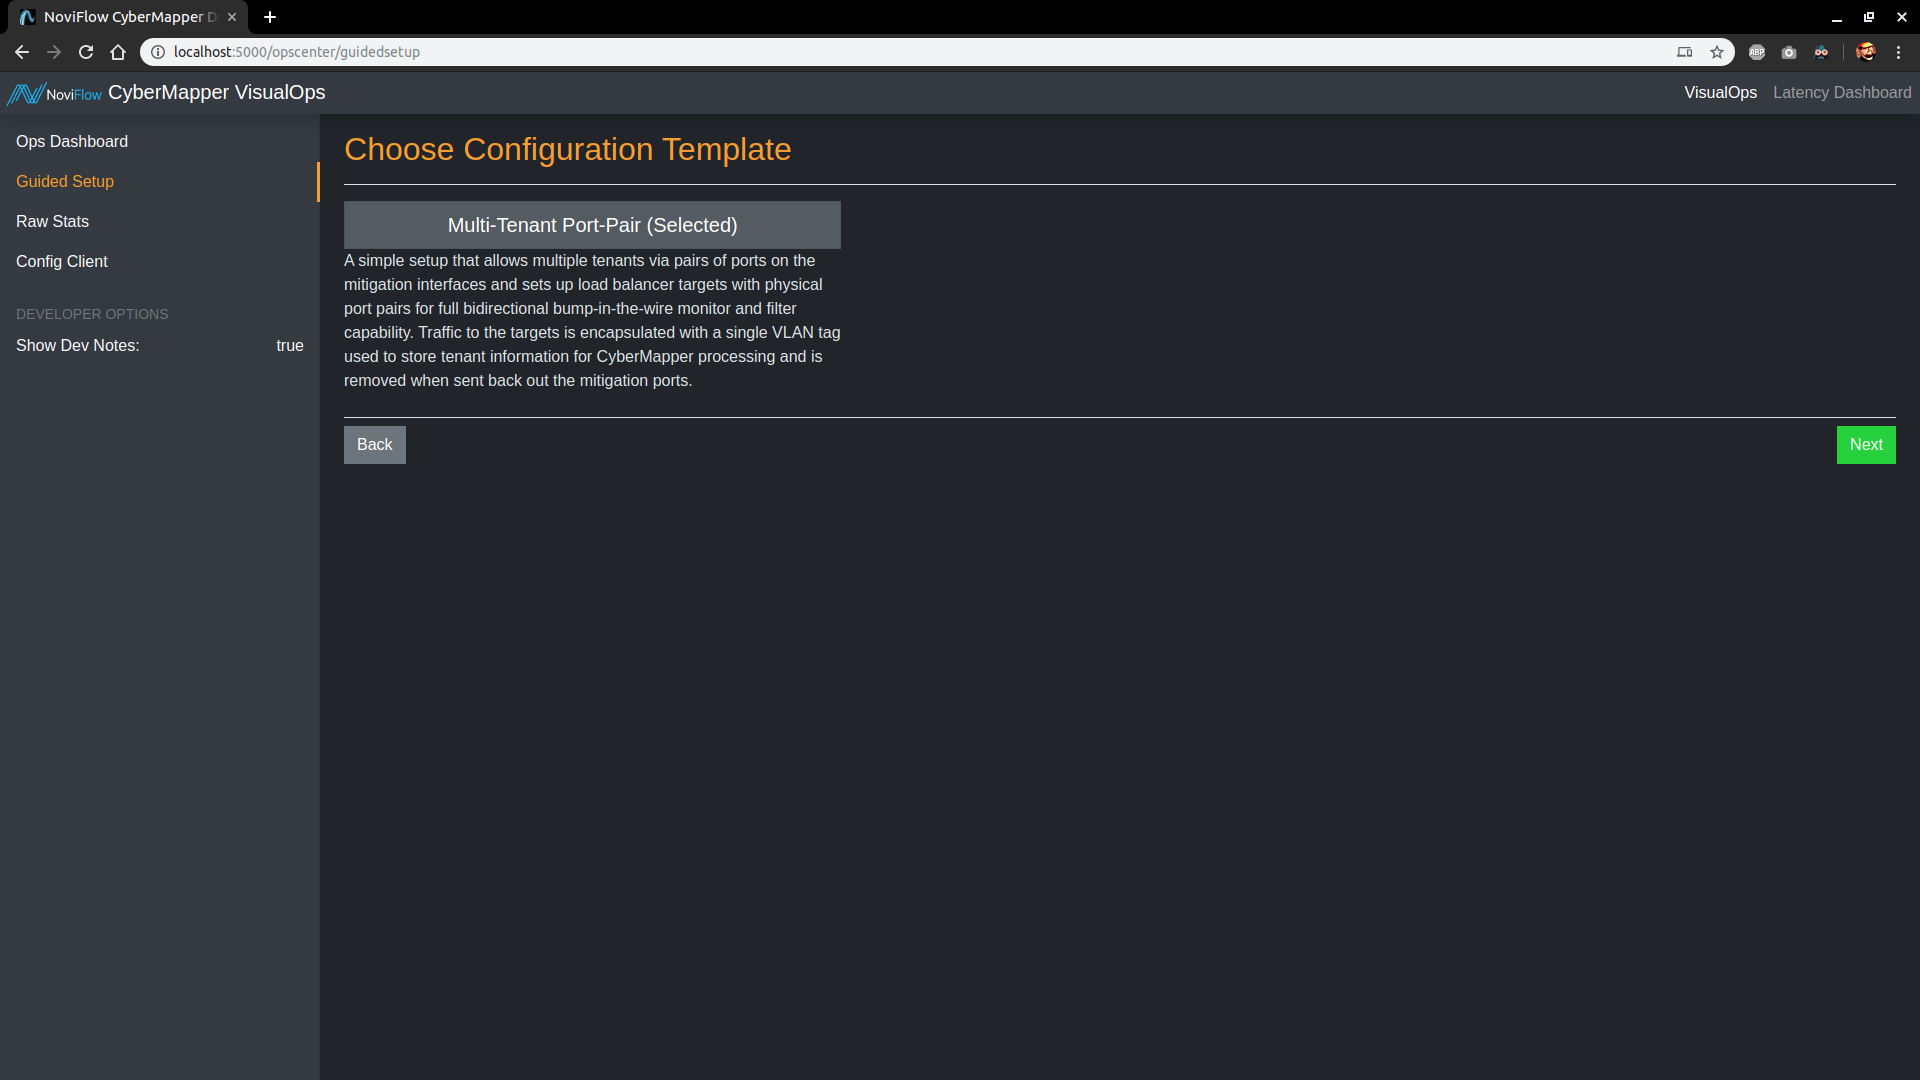 NoviFlow CyberMapper D
localhost:5000/opscenter/guidedsetup
ABP
NoviFlow CyberMapper VisualOps
VisualOps
Latency Dashboard
Ops Dashboard
Guided Setup
Raw Stats
Config Client
DEVELOPER OPTIONS
Show Dev Notes: true
Choose Configuration Template
Multi-Tenant Port-Pair (Selected)
A simple setup that allows multiple tenants via pairs of ports on the
mitigation interfaces and sets up load balancer targets with physical
port pairs for full bidirectional bump-in-the-wire monitor and filter
capability. Traffic to the targets is encapsulated with a single VLAN tag
used to store tenant information for CyberMapper processing and is
removed when sent back out the mitigation ports.
Back
Next